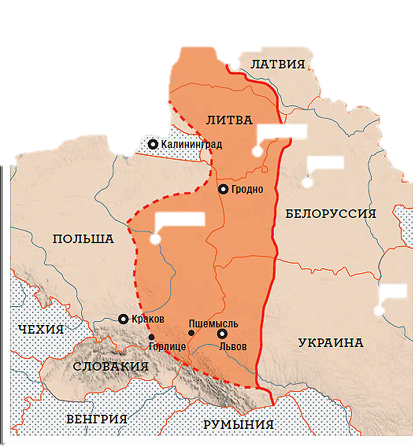 ЛАТВИЯ
ЛИТВА
Калининград
Гродно
БЕЛОРУССИЯ
ПОЛЬША
Краков
Пшемысль
Горлице
Львов
УКРАИНА
ЧЕХИЯ
СЛОВАКИЯ
ВЕНГРИЯ
РУМЫНИЯ